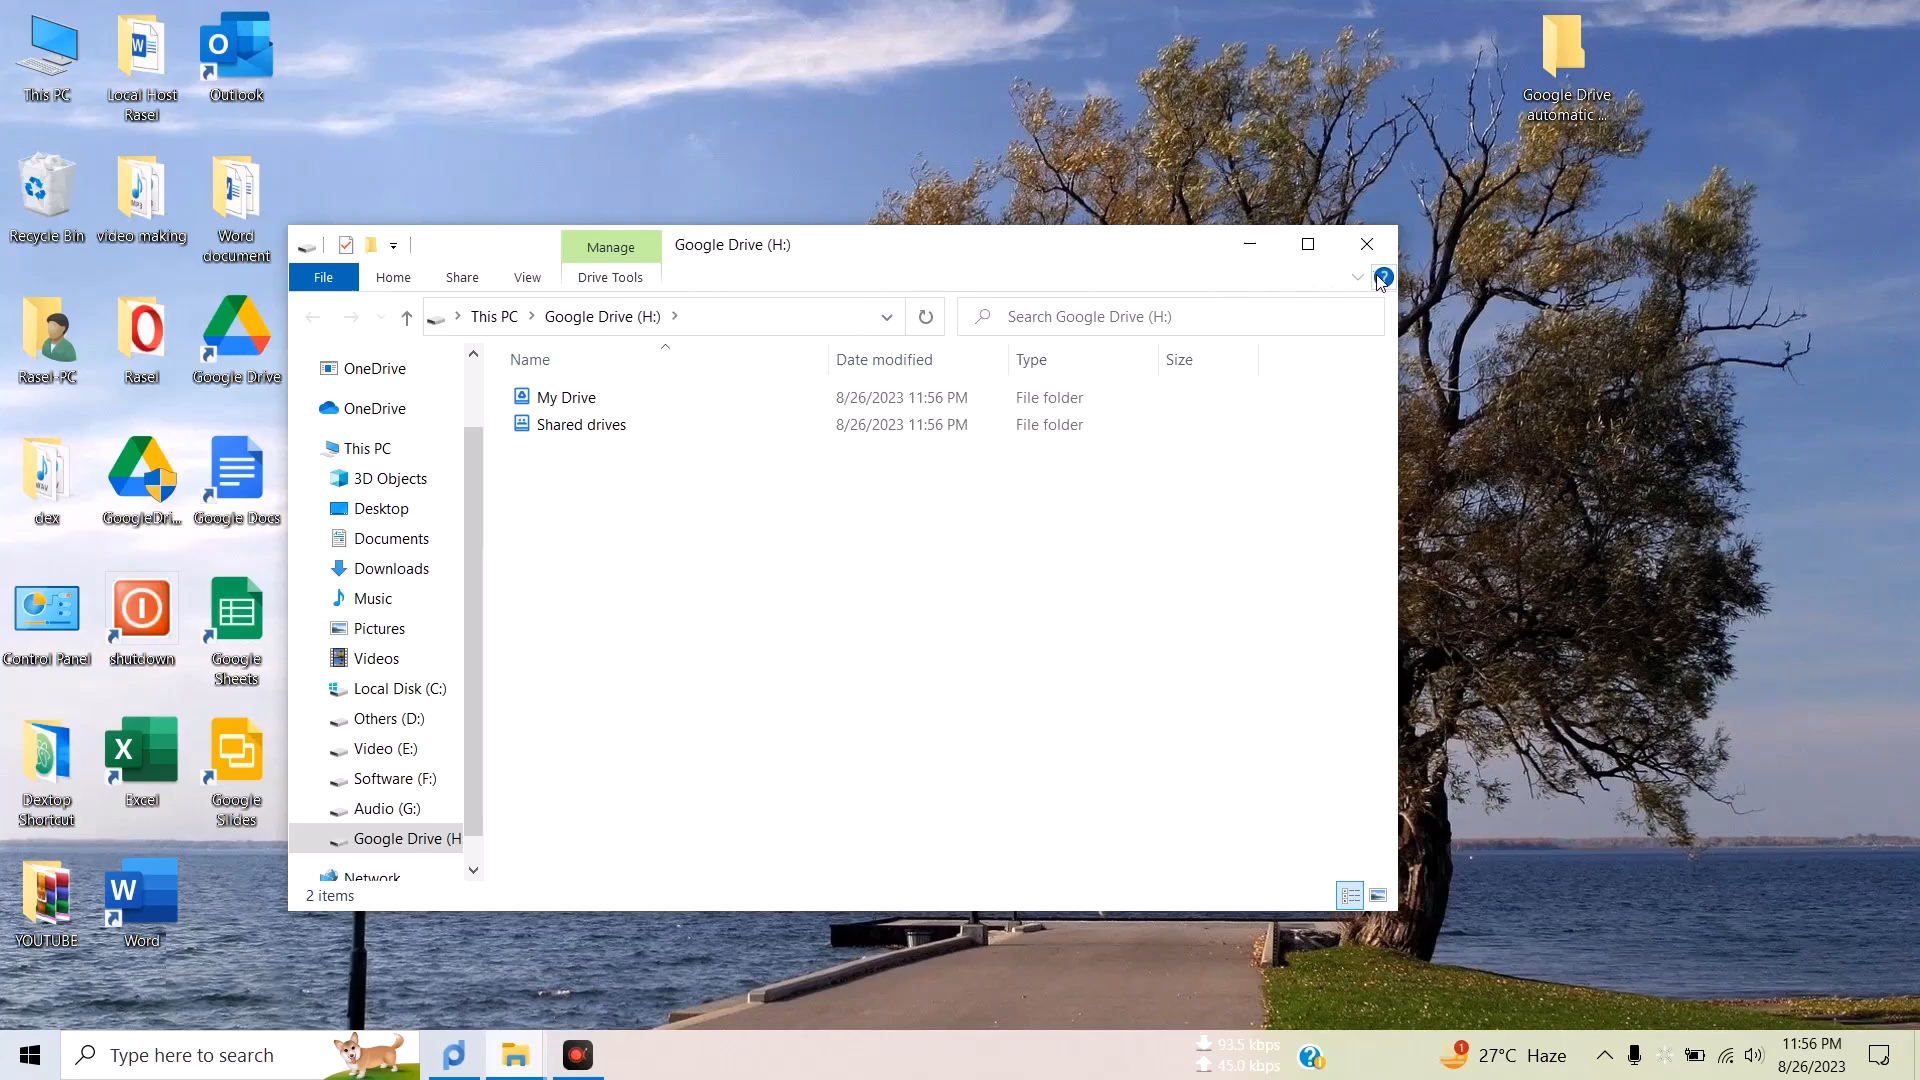 This PC
Local Host
Rasel
Outlook
Google Drive
automatic ...
Recycle Bin
video making
Word
document
Rasel-PC
Rasel
Google Drive
dex
GoogleDri...
Google Docs
Control Panel
shutdown
Google
Sheets
Dextop
Shortcut
Excel
Google
Slides
YOUTUBE
Word
Manage
Google Drive (H:)
File
Home
Share
View
Drive Tools
This PC
Google Drive (H:)
Search Google Drive (H:)
Name
Date modified
Type
Size
My Drive
8/26/2023 11:56 PM
File folder
Shared drives
8/26/2023 11:56 PM
File folder
OneDrive
OneDrive
This PC
3D Objects
Desktop
Documents
Downloads
Music
Pictures
Videos
Local Disk (C:)
Others (D:)
Video (E:)
Software (F:)
Audio (G:)
Google Drive (H
Network
2 items
Type here to search
93.5 kbps
45.0 kbps
1
27°C Haze
11:56 PM
8/26/2023